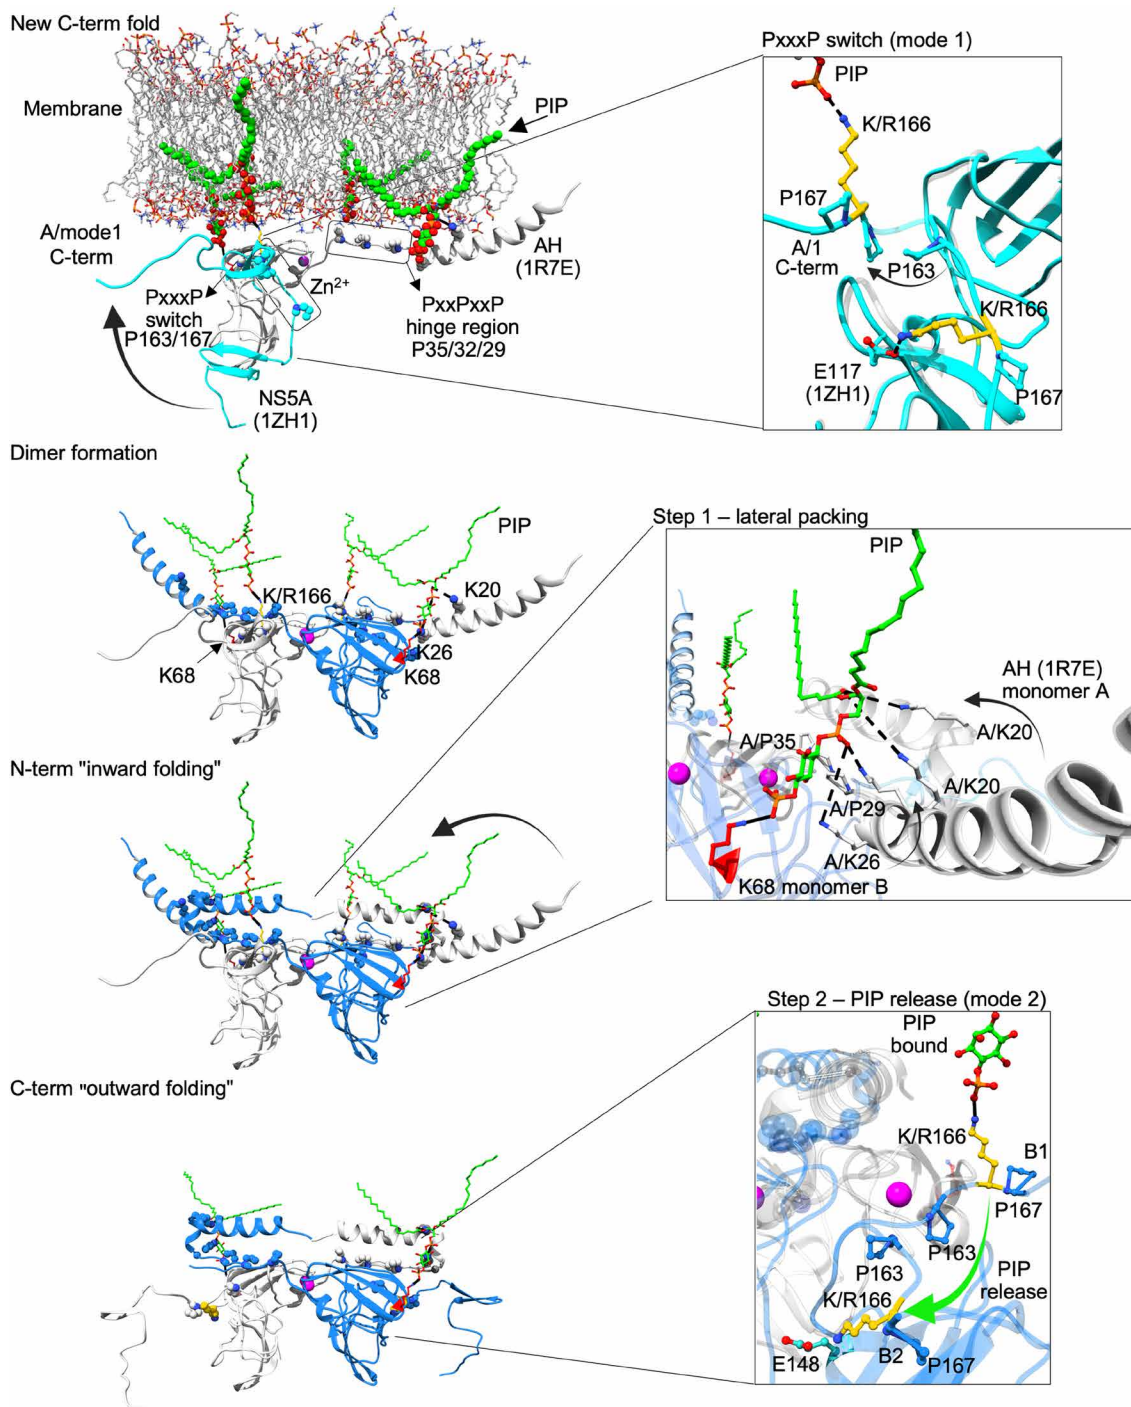 New C-term fold
Membrane
PIP
A/mode1
C-term
PxxxP
switch
P163/167
Zn2+
PxxPxxP
hinge region
P35/32/29
AH
(1R7E)
NS5A
(1ZH1)
PxxxP switch (mode 1)
PIP
K/R166
P167
A/1
C-term
P163
K/R166
E117
(1ZH1)
P167
Dimer formation
PIP
K/R166
K20
K68
K26
K68
Step 1 – lateral packing
PIP
AH (1R7E)
monomer A
A/K20
A/P35
A/K20
A/P29
A/K26
K68 monomer B
N-term "inward folding"
C-term "outward folding"
Step 2 – PIP release (mode 2)
PIP
bound
K/R166
B1
P167
P163
P163
PIP
release
K/R166
E148
B2
P167